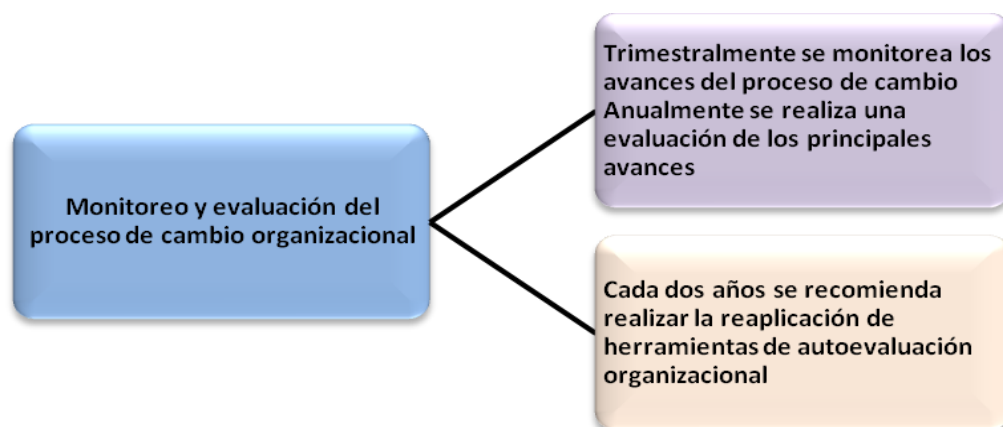 Monitoreo y evaluación del
proceso de cambio organizacional
Trimestralmente se monitorea los
avances del proceso de cambio
Anualmente se realiza una
evaluación de los principales
avances
Cada dos años se recomienda
realizar la reaplicación de
herramientas de autoevaluación
organizacional